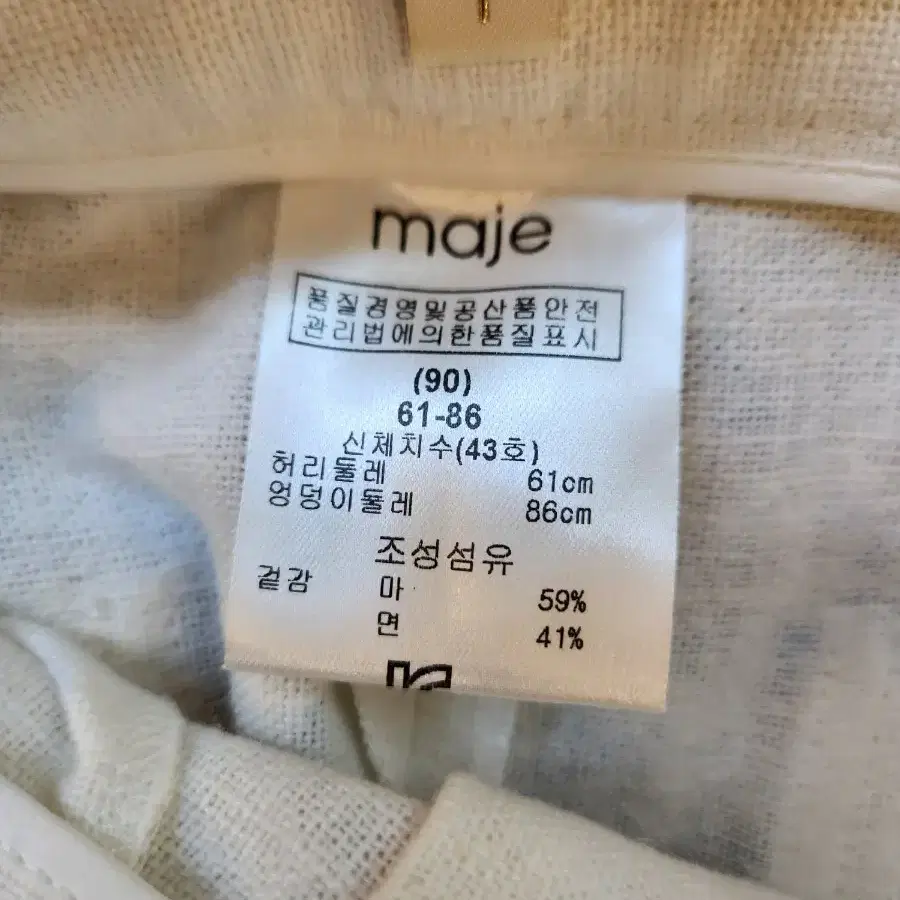 maje
품질경영및공산품안전
관리법에의한품질표시
(90)
61-86
신체치수(43호)
허리둘레 61cm
엉덩이둘레 86cm
조성섬유
겉감 마 59%
면 41%